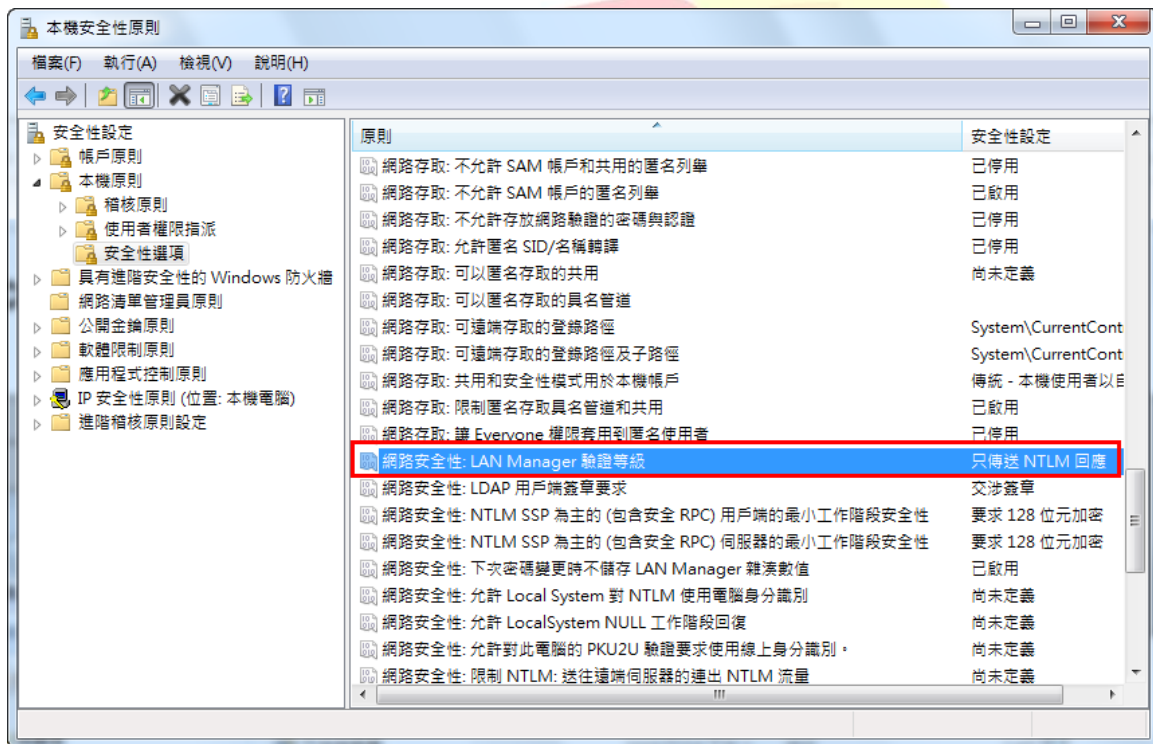 本機安全性原則
檔案(F) 執行(A) 檢視(V) 說明(H)
安全性設定
帳戶原則
本機原則
稽核原則
使用者權限指派
安全性選項
具有進階安全性的 Windows 防火牆
網路清單管理員原則
公開金鑰原則
軟體限制原則
應用程式控制原則
IP 安全性原則 (位置: 本機電腦)
進階稽核原則設定
原則 安全性設定
網路存取: 不允許 SAM 帳戶和共用的匿名列舉 已停用
網路存取: 不允許 SAM 帳戶的匿名列舉 已啟用
網路存取: 不允許存放網路驗證的密碼與認證 已停用
網路存取: 允許匿名 SID/名稱轉譯 已停用
網路存取: 可以匿名存取的共用 尚未定義
網路存取: 可以匿名存取的具名管道
網路存取: 可遠端存取的登錄路徑 System\CurrentCont
網路存取: 可遠端存取的登錄路徑及子路徑 System\CurrentCont
網路存取: 共用和安全性模式用於本機帳戶 傳統 - 本機使用者以自
網路存取: 限制匿名存取具名管道和共用 已啟用
網路存取: 讓 Everyone 權限套用到匿名使用者 已停用
網路安全性: LAN Manager 驗證等級 只傳送 NTLM 回應
網路安全性: LDAP 用戶端簽章要求 交涉簽章
網路安全性: NTLM SSP 為主的 (包含安全 RPC) 用戶端的最小工作階段安全性 要求 128 位元加密
網路安全性: NTLM SSP 為主的 (包含安全 RPC) 伺服器的最小工作階段安全性 要求 128 位元加密
網路安全性: 下次密碼變更時不儲存 LAN Manager 雜湊數值 已啟用
網路安全性: 允許 Local System 對 NTLM 使用電腦身分識別 尚未定義
網路安全性: 允許 LocalSystem NULL 工作階段回復 尚未定義
網路安全性: 允許對此電腦的 PKU2U 驗證要求使用線上身分識別。 尚未定義
網路安全性: 限制 NTLM: 送往遠端伺服器的連出 NTLM 流量 尚未定義